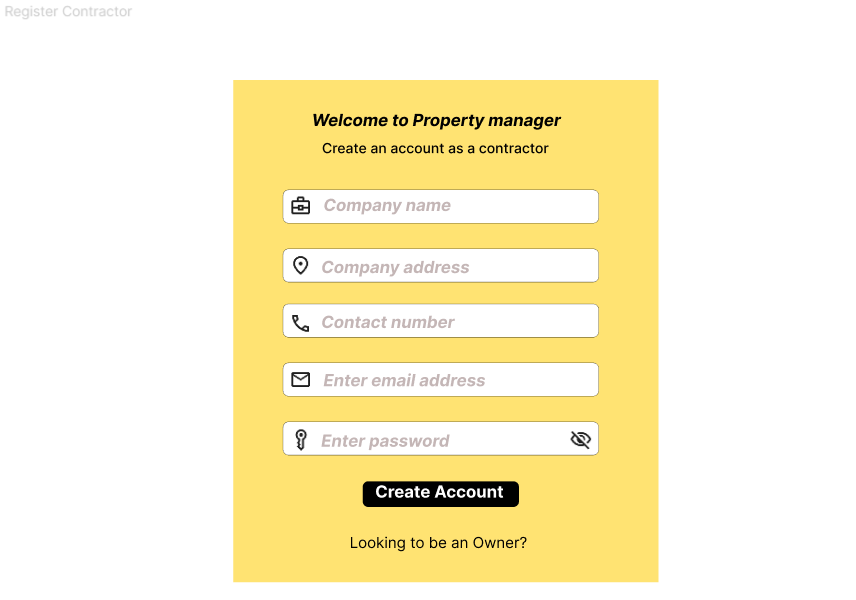 Register Contractor
Welcome to Property manager
Create an account as a contractor
Company name
Company address
Contact number
Enter email address
Enter password
Create Account
Looking to be an Owner?